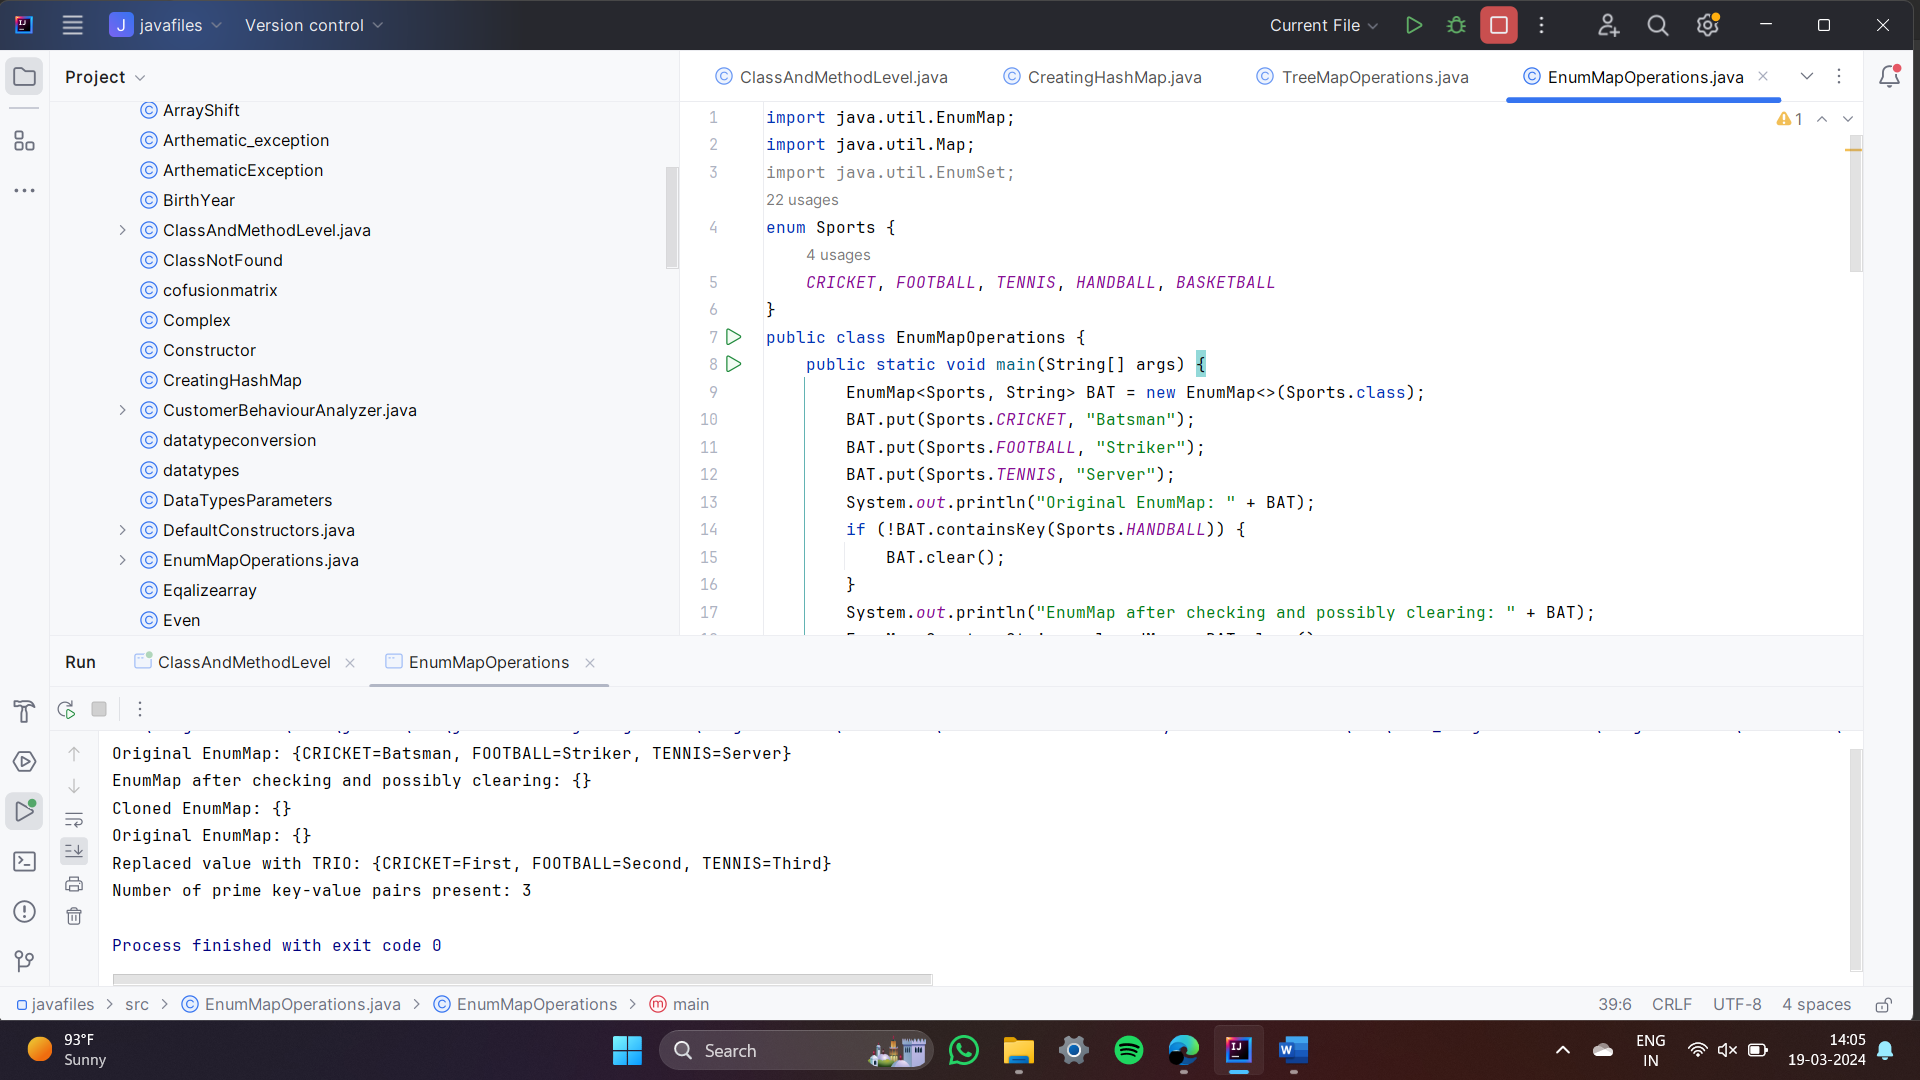 J javafiles Version control Current File
Project
ArrayShift
Arthematic_exception
ArthematicException
BirthYear
ClassAndMethodLevel.java
ClassNotFound
cofusionmatrix
Complex
Constructor
CreatingHashMap
CustomerBehaviourAnalyzer.java
datatypeconversion
datatypes
DataTypesParameters
DefaultConstructors.java
EnumMapOperations.java
Eqalizearray
Even
ClassAndMethodLevel.java CreatingHashMap.java TreeMapOperations.java EnumMapOperations.java
1 import java.util.EnumMap; 1
2 import java.util.Map;
3 import java.util.EnumSet;
22 usages
4 enum Sports {
4 usages
5 CRICKET, FOOTBALL, TENNIS, HANDBALL, BASKETBALL
6 }
7 public class EnumMapOperations {
8 public static void main(String[] args) {
9 EnumMap<Sports, String> BAT = new EnumMap<>(Sports.class);
10 BAT.put(Sports.CRICKET, "Batsman");
11 BAT.put(Sports.FOOTBALL, "Striker");
12 BAT.put(Sports.TENNIS, "Server");
13 System.out.println("Original EnumMap: " + BAT);
14 if (!BAT.containsKey(Sports.HANDBALL)) {
15 BAT.clear();
16 }
17 System.out.println("EnumMap after checking and possibly clearing: " + BAT);
Run ClassAndMethodLevel EnumMapOperations
Original EnumMap: {CRICKET=Batsman, FOOTBALL=Striker, TENNIS=Server}
EnumMap after checking and possibly clearing: {}
Cloned EnumMap: {}
Original EnumMap: {}
Replaced value with TRIO: {CRICKET=First, FOOTBALL=Second, TENNIS=Third}
Number of prime key-value pairs present: 3
Process finished with exit code 0
javafiles > src > EnumMapOperations.java > EnumMapOperations > main 39:6 CRLF UTF-8 4 spaces
93°F
Sunny
Search
ENG
IN
14:05
19-03-2024